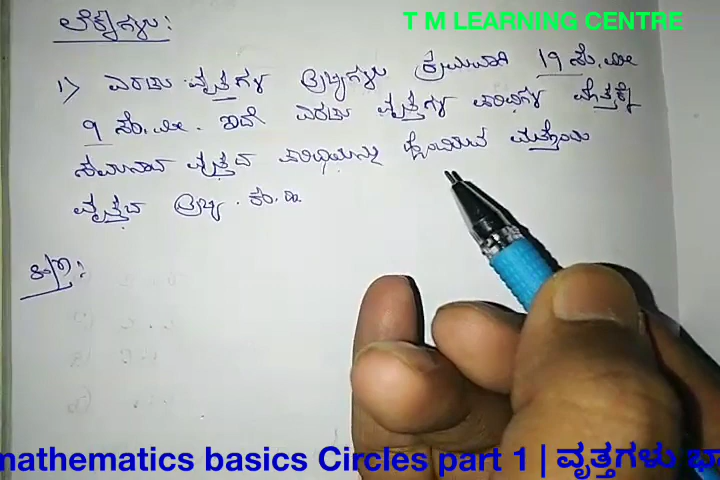 T M LEARNING CENTRE
ಲೆಕ್ಕಗಳು:
1) ಎರಡು ವೃತ್ತಗಳ ತ್ರಿಜ್ಯಗಳು ಕ್ರಮವಾಗಿ 19 ಸೆಂ.ಮೀ
9 ಸೆಂ.ಮೀ. ಇದೆ ಎರಡು ವೃತ್ತಗಳ ಪರಿಧಿಗಳ ಮೊತ್ತಕ್ಕೆ
ಸಮನಾದ ವೃತ್ತದ ಪರಿಧಿಯನ್ನು ಹೊಂದಿರುವ ಮತ್ತೊಂದು
ವೃತ್ತದ ತ್ರಿಜ್ಯ. ಕಂ.ಹಿ.
mathematics basics Circles part 1 | ವೃತ್ತಗಳು ಭಾ